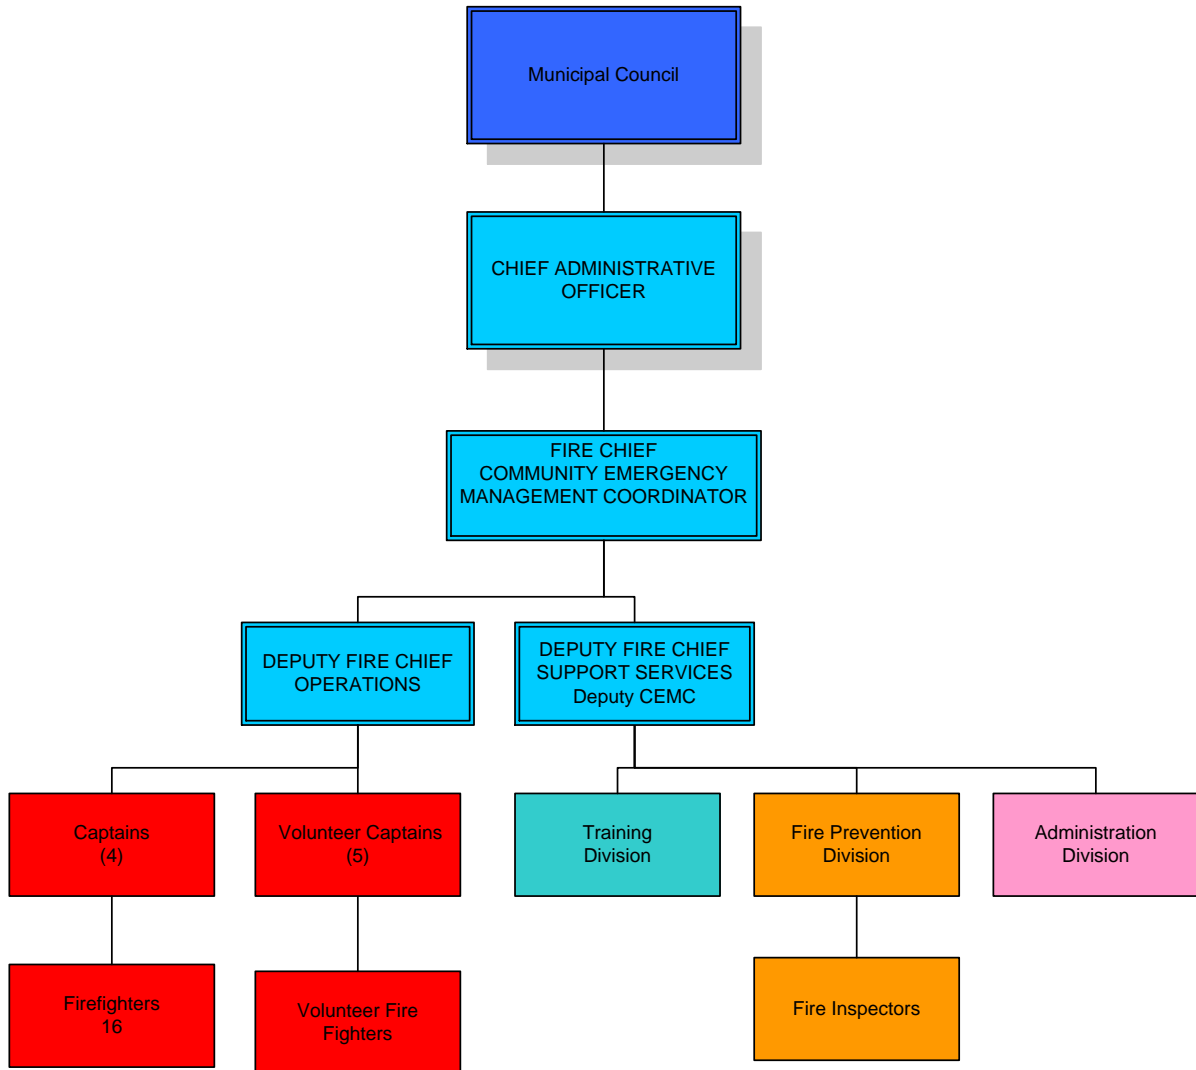 Municipal Council
CHIEF ADMINISTRATIVE
OFFICER
FIRE CHIEF
COMMUNITY EMERGENCY
MANAGEMENT COORDINATOR
DEPUTY FIRE CHIEF
OPERATIONS
DEPUTY FIRE CHIEF
SUPPORT SERVICES
Deputy CEMC
Captains
(4)
Volunteer Captains
(5)
Training
Division
Fire Prevention
Division
Administration
Division
Firefighters
16
Volunteer Fire
Fighters
Fire Inspectors